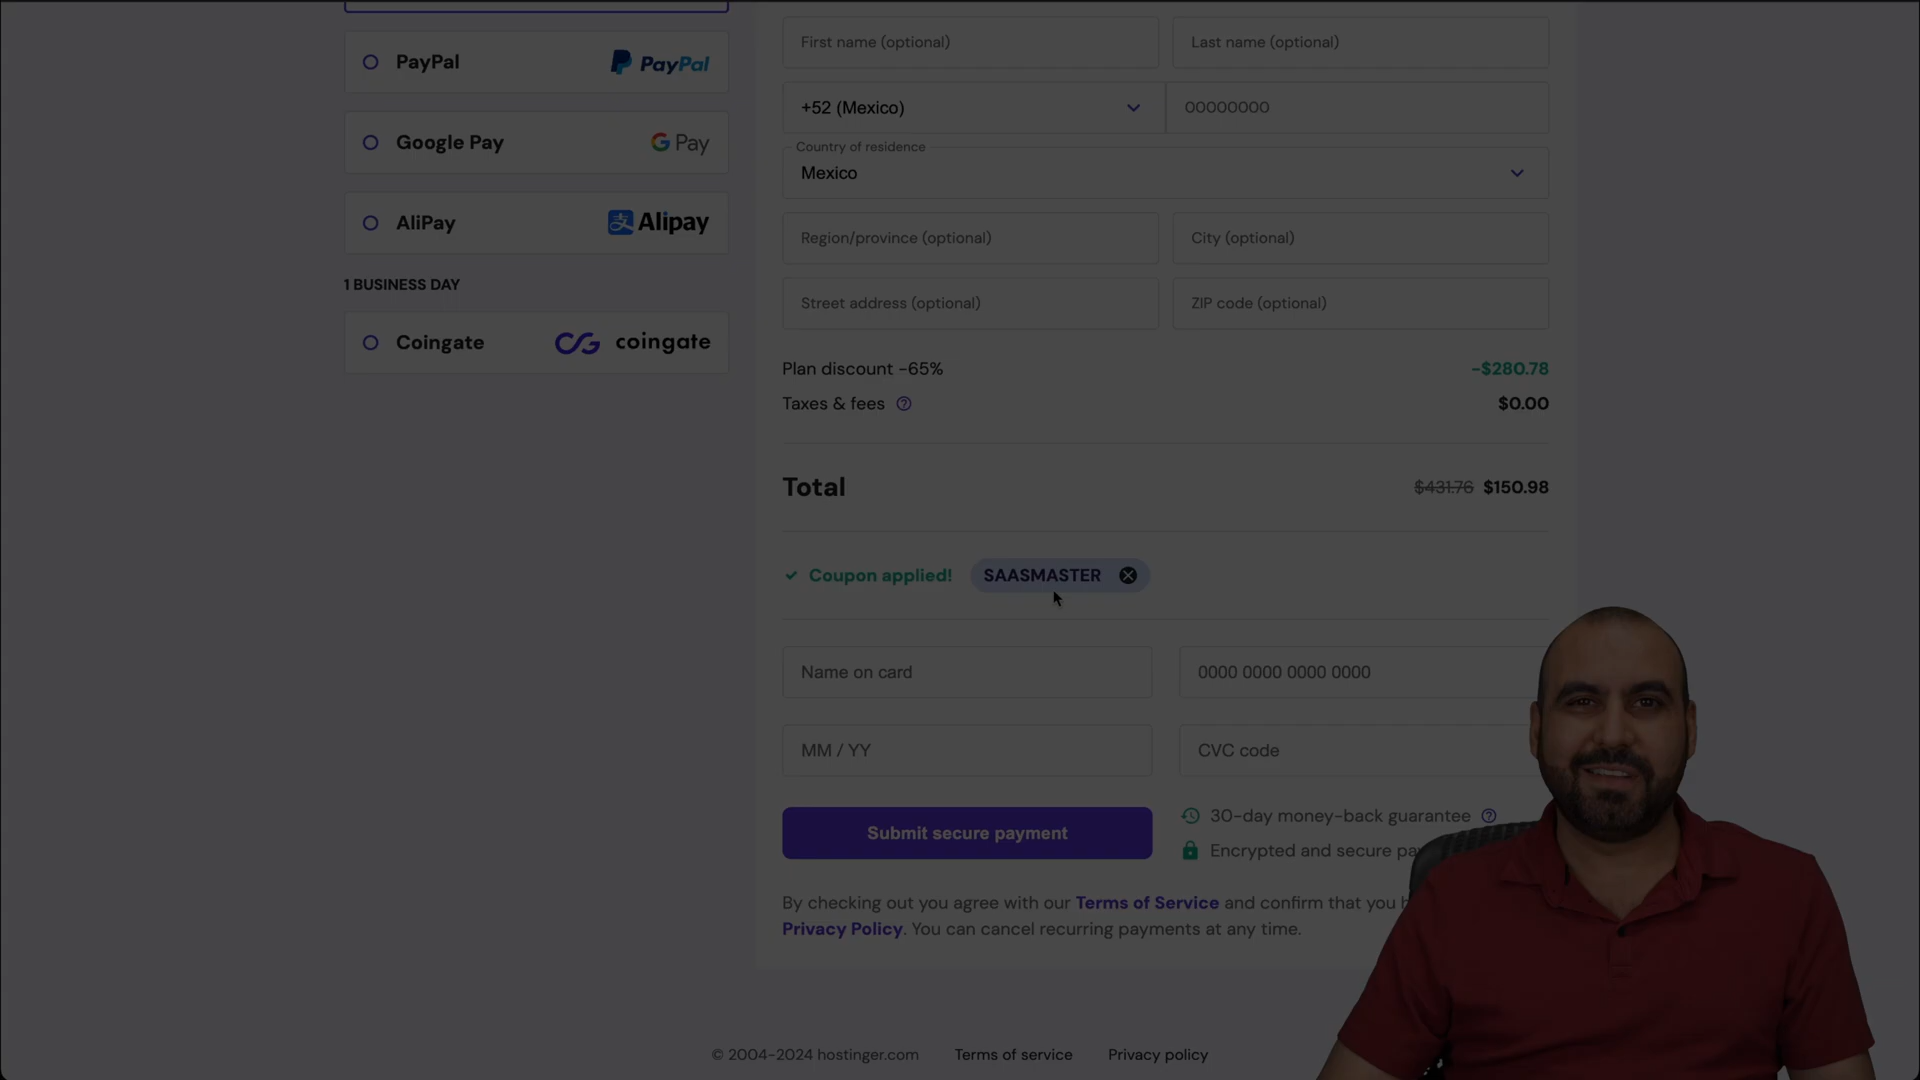 PayPal PayPal
Google Pay G Pay
AliPay Alipay
1 BUSINESS DAY
Coingate coingate
First name (optional) Last name (optional)
+52 (Mexico) 00000000
Country of residence
Mexico
Region/province (optional) City (optional)
Street address (optional) ZIP code (optional)
Plan discount -65% -$280.78
Taxes & fees $0.00
Total $431.76 $150.98
Coupon applied! SAASMASTER
Name on card 0000 0000 0000 0000
MM / YY CVC code
Submit secure payment
30-day money-back guarantee
Encrypted and secure
By checking out you agree with our Terms of Service and confirm that you
Privacy Policy. You can cancel recurring payments at any time.
© 2004-2024 hostinger.com Terms of service Privacy policy